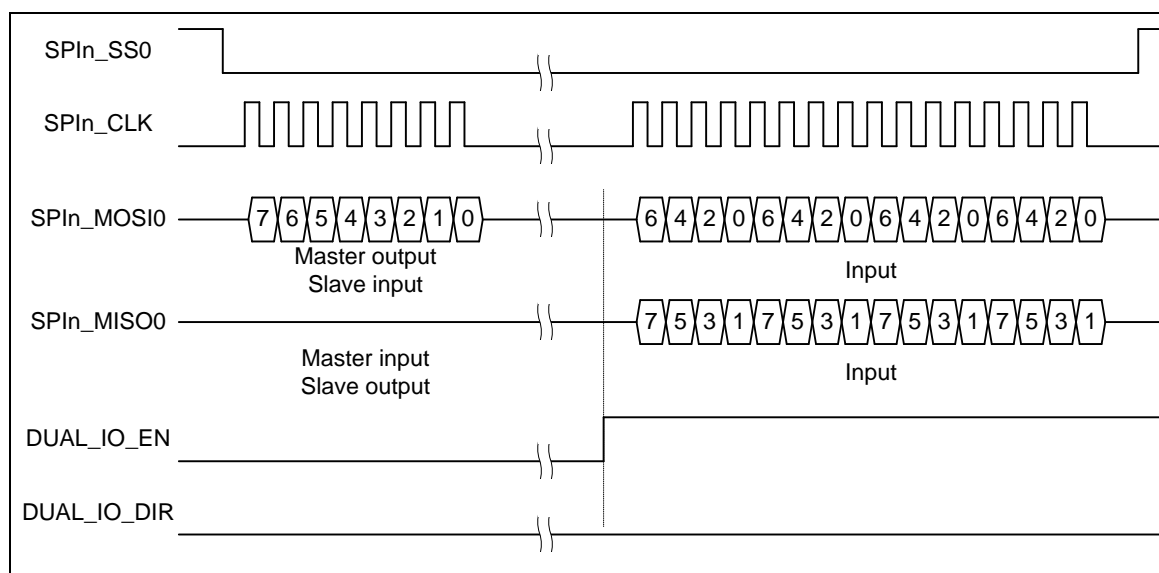 SPIn_SS0
SPIn_CLK
SPIn_MOSI0
7 6 5 4 3 2 1 0
6 4 2 0 6 4 2 0 6 4 2 0 6 4 2 0
Master output
Slave input
Input
SPIn_MISO0
7 5 3 1 7 5 3 1 7 5 3 1 7 5 3 1
Master input
Slave output
Input
DUAL_IO_EN
DUAL_IO_DIR